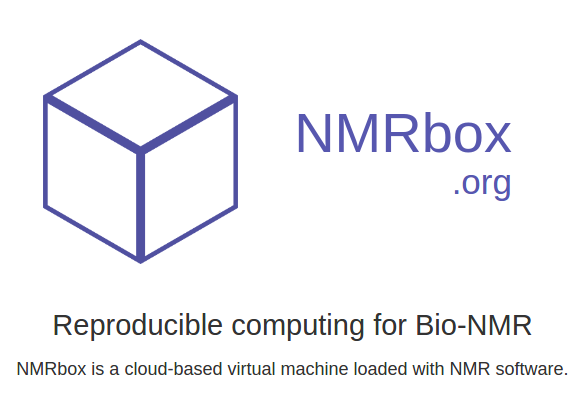 NMRbox
.org
Reproducible computing for Bio-NMR
NMRbox is a cloud-based virtual machine loaded with NMR software.